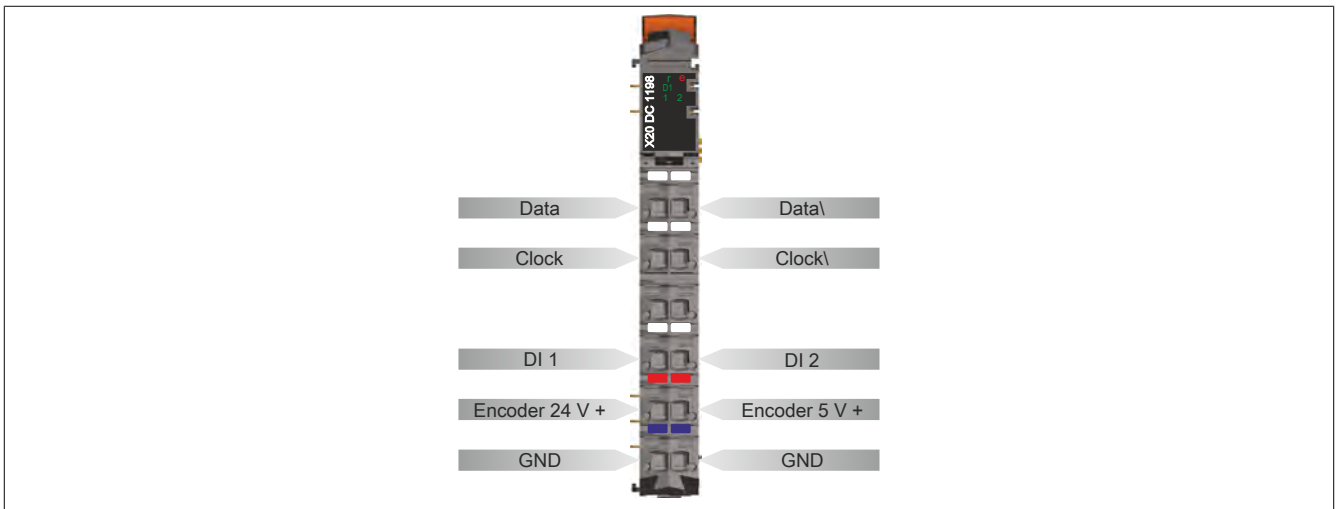 X20 DC 1198
r e
D1
1 2
Data Data\
Clock Clock\
DI 1 DI 2
Encoder 24 V + Encoder 5 V +
GND GND